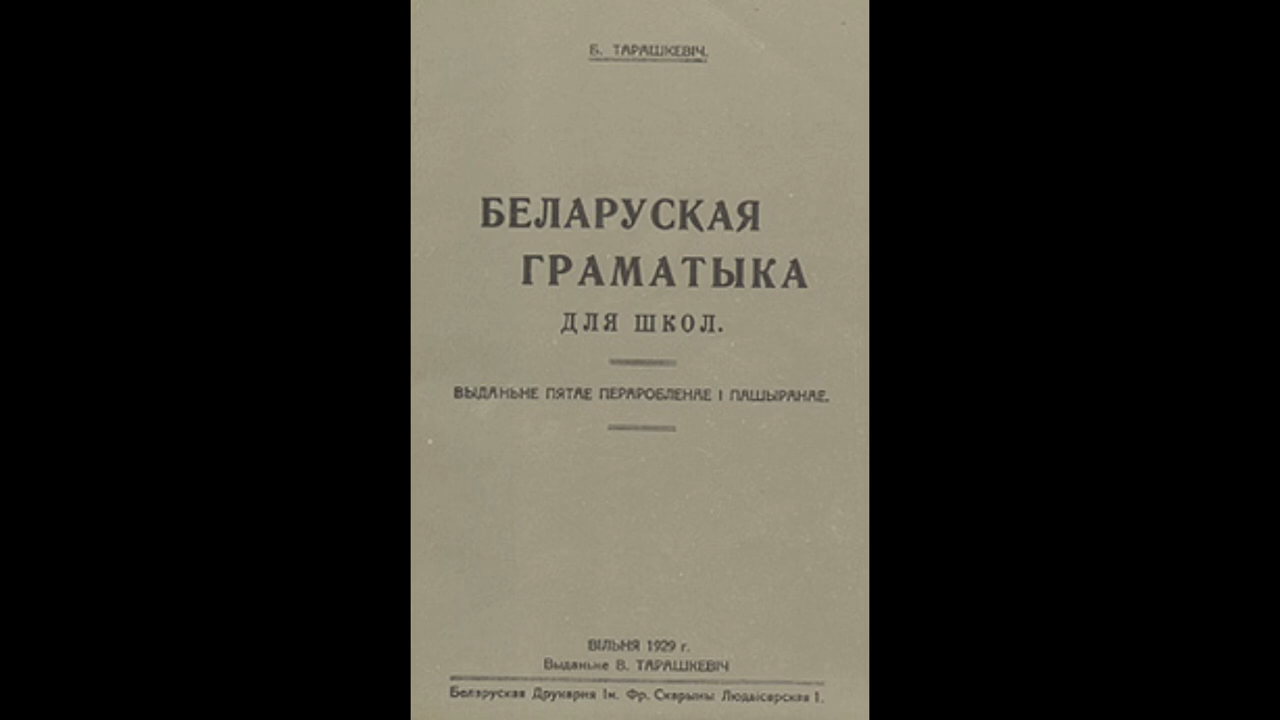 Б. ТАРАШКЕВІЧ.
БЕЛАРУСКАЯ
ГРАМАТЫКА
ДЛЯ ШКОЛ.
ВЫДАНЬНЕ ПЯТАЕ ПЕРАРОБЛЕНАЕ І ПАШЫРАНАЕ.
ВІЛЬНЯ 1929 г.
Выданьне В. ТАРАШКЕВІЧ
Беларуская Друкарня Ім. Фр. Скарыны Людвісарская 1.